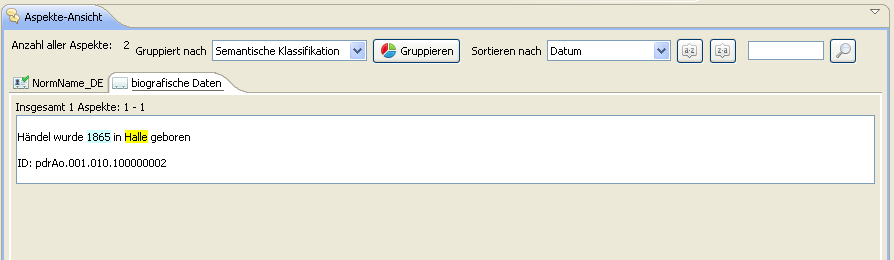 Aspekte-Ansicht
Anzahl aller Aspekte: 2 Gruppiert nach Semantische Klassifikation Gruppieren Sortieren nach Datum a-z z-a
NormName_DE biografische Daten
Insgesamt 1 Aspekte: 1 - 1
Händel wurde 1865 in Halle geboren
ID: pdrAo.001.010.100000002